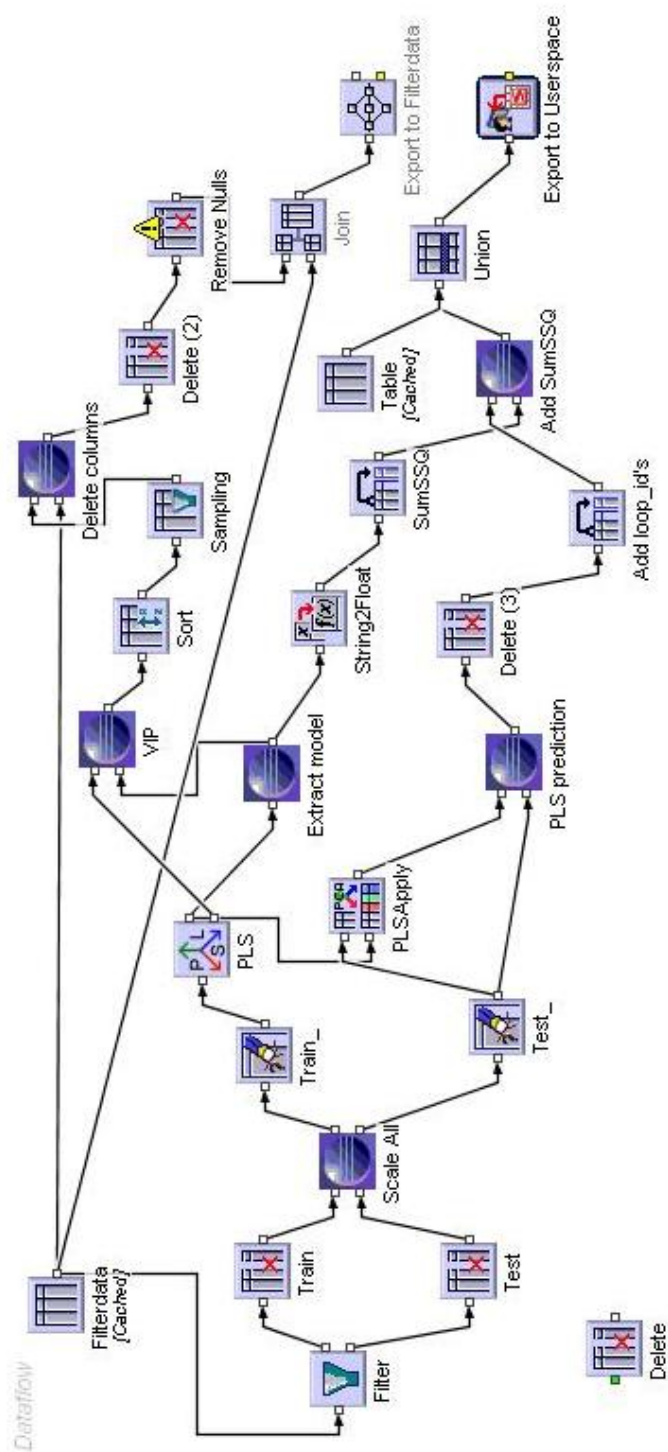 Dataflow
Filterdata
[Cached]
Delete columns
Delete (2)
Remove Nulls
Sort
Sampling
VIP
Join
Export to Filterdata
PLS
Extract model
String2Float
SumSSQ
Table
[Cached]
Union
Export to Userspace
Train_
Train
Scale All
PLSApply
Add SumSSQ
Filter
Test
Test_
PLS prediction
Delete (3)
Add loop_id's
Delete